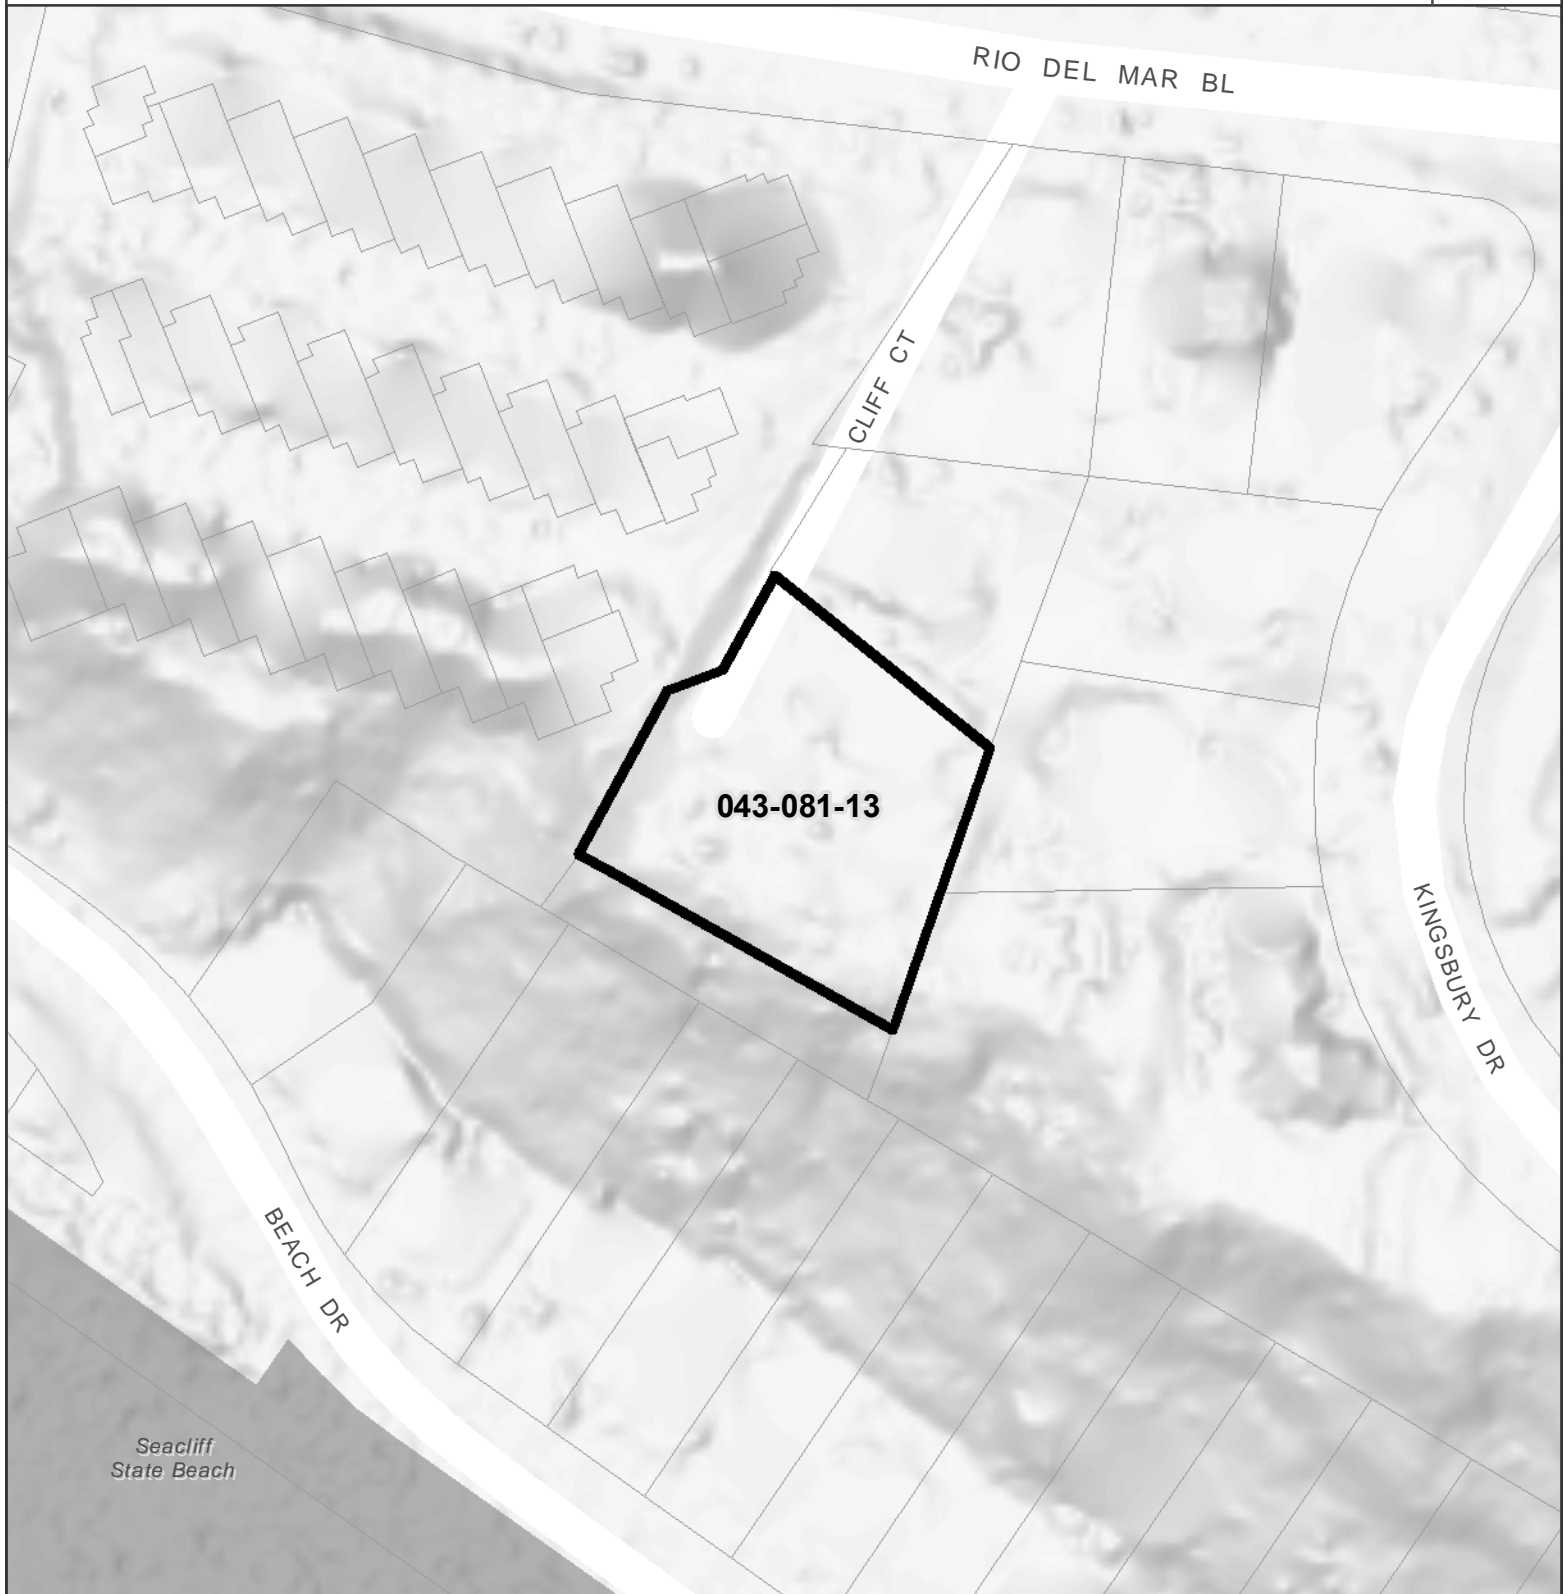 RIO DEL MAR BL
CLIFF CT
043-081-13
KINGSBURY DR
BEACH DR
Seacliff
State Beach